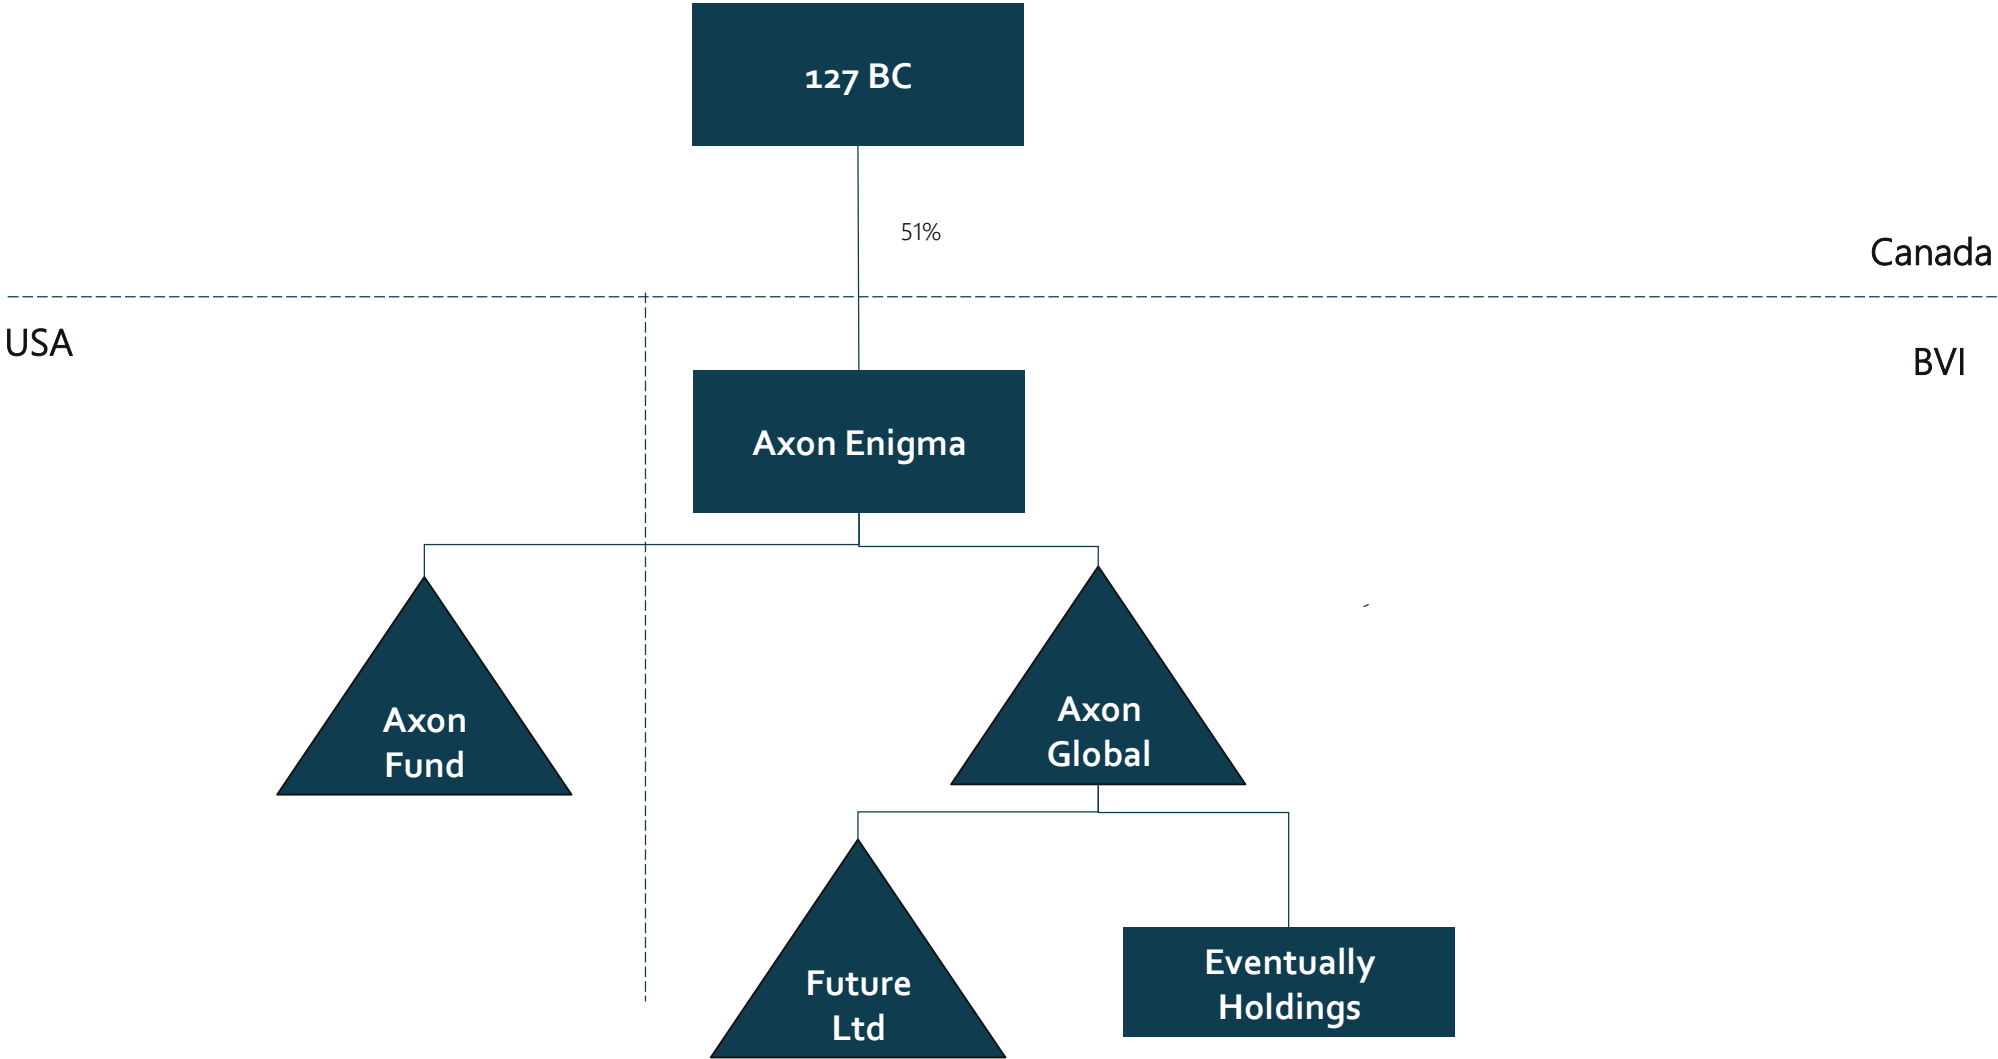 127 BC
51%
Canada
USA
BVI
Axon Enigma
Axon
Fund
Axon
Global
Future
Ltd
Eventually
Holdings